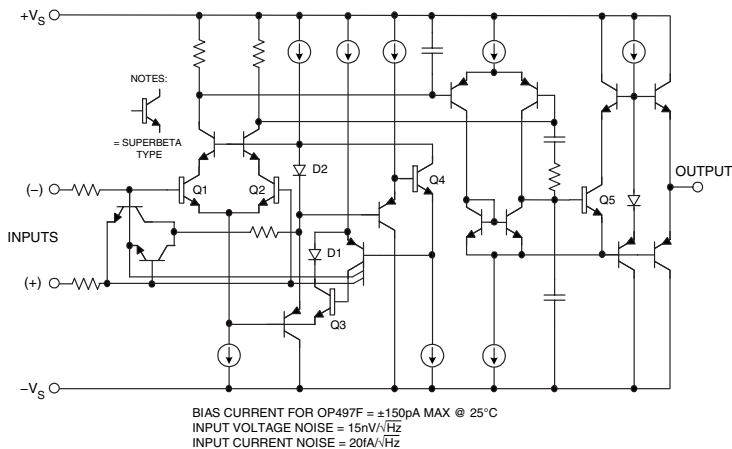 +VS
NOTES:
= SUPERBETA
TYPE
D2
Q4
OUTPUT
(–)
Q1
Q2
Q5
INPUTS
D1
(+)
Q3
–VS
BIAS CURRENT FOR OP497F = ±150pA MAX @ 25°C
INPUT VOLTAGE NOISE = 15nV/√Hz
INPUT CURRENT NOISE = 20fA/√Hz